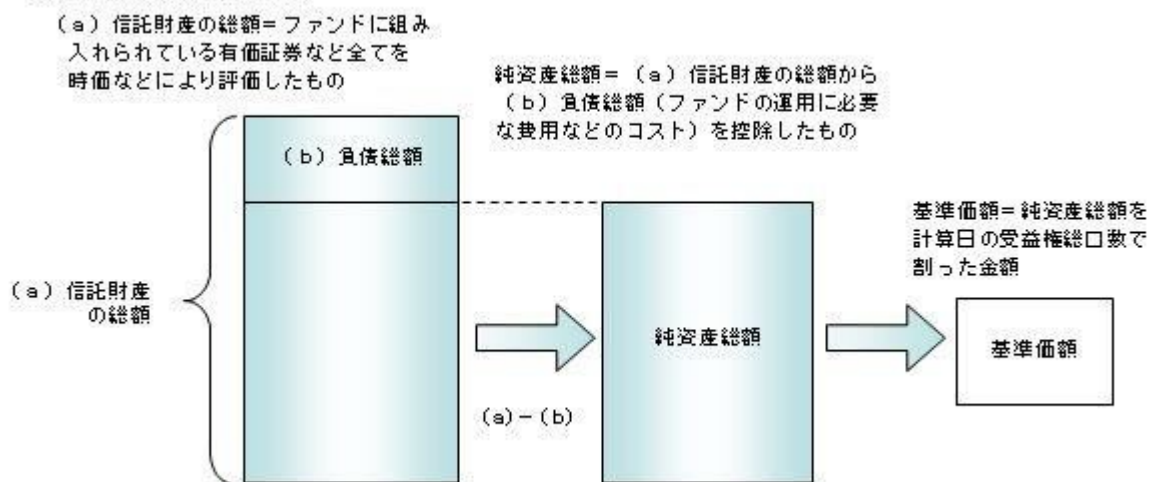 （a）信託財産の総額＝ファンドに組み
入れられている有価証券など全てを
時価などにより評価したもの
純資産総額＝（a）信託財産の総額から
（b）負債総額（ファンドの運用に必要
な費用などのコスト）を控除したもの
（b）負債総額
基準価額＝純資産総額を
計算日の受益権総口数で
割った金額
（a）信託財産
の総額
純資産総額
基準価額
（a）－（b）